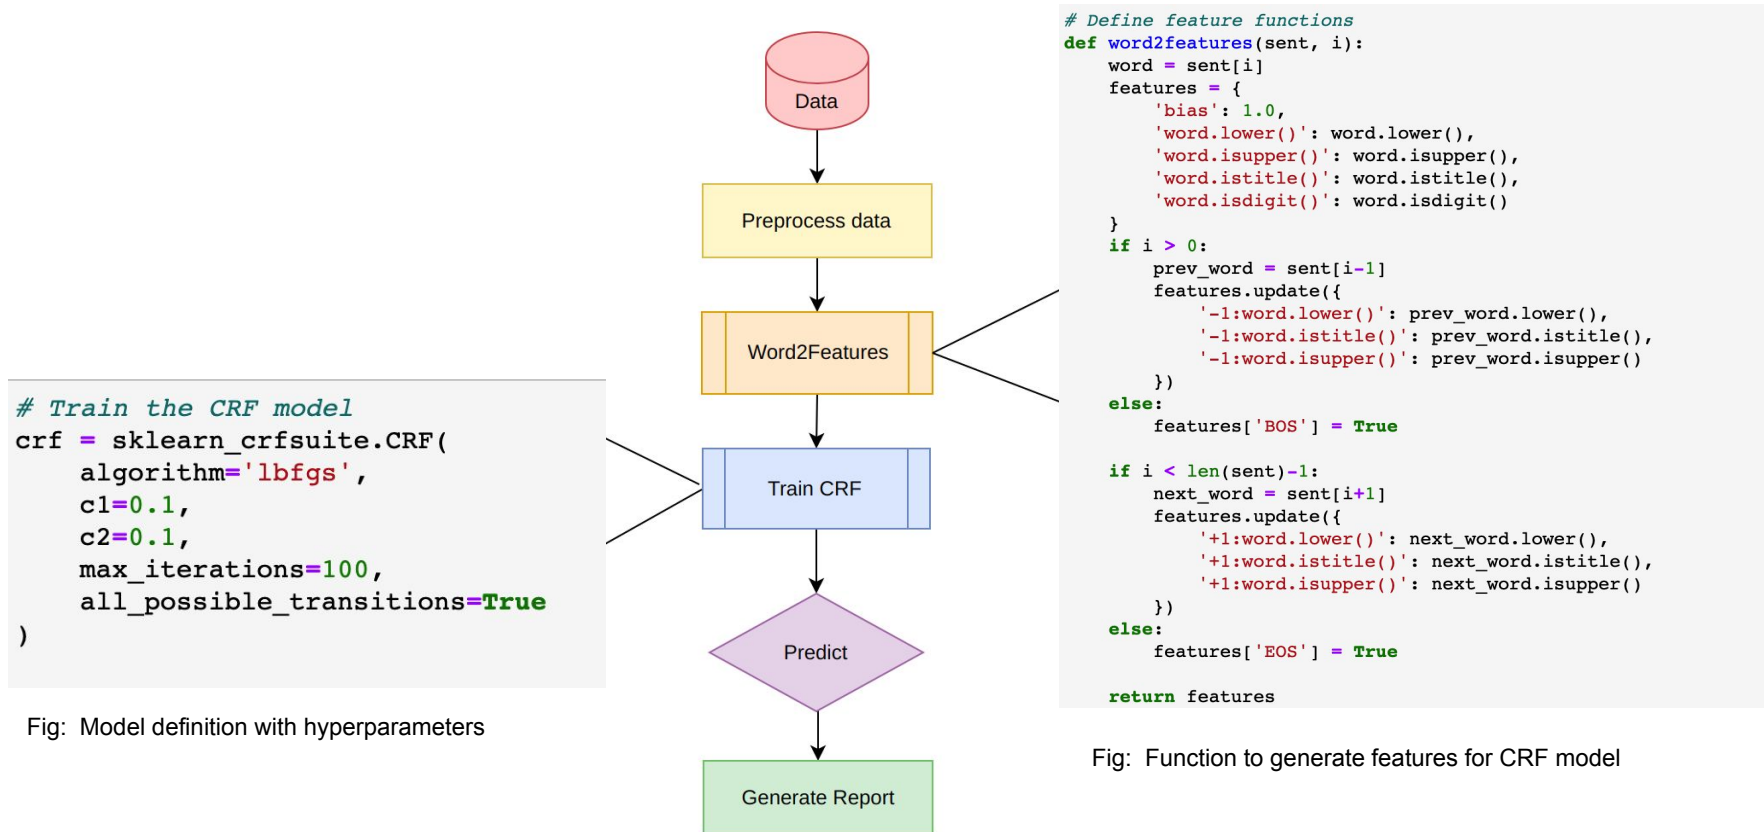 Data
Preprocess data
Word2Features
Train CRF
Predict
Generate Report
# Train the CRF model
crf = sklearn_crfsuite.CRF(
    algorithm='lbfgs',
    c1=0.1,
    c2=0.1,
    max_iterations=100,
    all_possible_transitions=True
)
Fig:  Model definition with hyperparameters
# Define feature functions
def word2features(sent, i):
    word = sent[i]
    features = {
        'bias': 1.0,
        'word.lower()': word.lower(),
        'word.isupper()': word.isupper(),
        'word.istitle()': word.istitle(),
        'word.isdigit()': word.isdigit()
    }
    if i > 0:
        prev_word = sent[i-1]
        features.update({
            '-1:word.lower()': prev_word.lower(),
            '-1:word.istitle()': prev_word.istitle(),
            '-1:word.isupper()': prev_word.isupper()
        })
    else:
        features['BOS'] = True

    if i < len(sent)-1:
        next_word = sent[i+1]
        features.update({
            '+1:word.lower()': next_word.lower(),
            '+1:word.istitle()': next_word.istitle(),
            '+1:word.isupper()': next_word.isupper()
        })
    else:
        features['EOS'] = True

    return features
Fig:  Function to generate features for CRF model